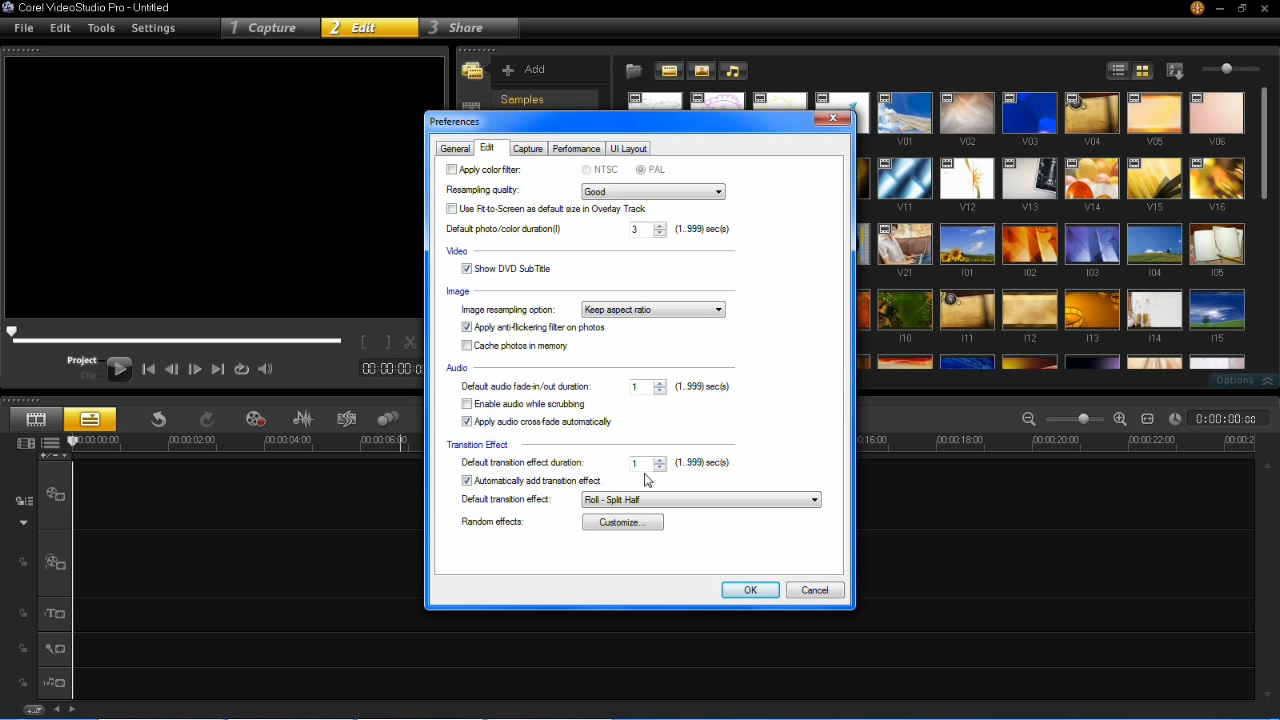 Corel VideoStudio Pro - Untitled
File Edit Tools Settings 1 Capture 2 Edit 3 Share
Add
Samples
V01 V02 V03 V04 V05 V06
V11 V12 V13 V14 V15 V16
V21 I01 I02 I03 I04 I05
I10 I11 I12 I13 I14 I15
Options
Preferences
General Edit Capture Performance UI Layout
Apply color filter: NTSC PAL
Resampling quality: Good
Use Fit-to-Screen as default size in Overlay Track
Default photo/color duration(I) 3 (1..999) sec(s)
Video
Show DVD SubTitle
Image
Image resampling option: Keep aspect ratio
Apply anti-flickering filter on photos
Cache photos in memory
Audio
Default audio fade-in/out duration: 1 (1..999) sec(s)
Enable audio while scrubbing
Apply audio cross-fade automatically
Transition Effect
Default transition effect duration: 1 (1..999) sec(s)
Automatically add transition effect
Default transition effect: Roll - Split Half
Random effects: Customize...
OK Cancel
Project
Clip
00:00:00:0
0:00:00:00
00:00:00:00 00:00:02:00 00:00:04:00 00:00:06:00 00:00:18:00 00:00:20:00